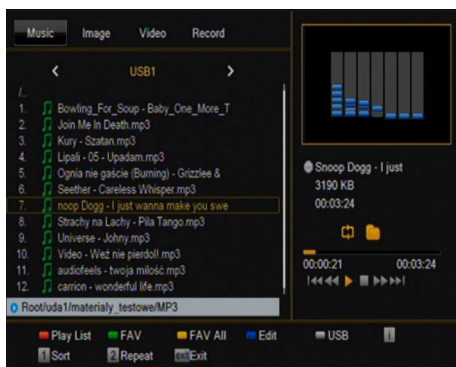 Music Image Video Record
USB1
/..
1. Bowling_For_Soup - Baby_One_More_T
2. Join Me In Death.mp3
3. Kury - Szatan.mp3
4. Lipali - 05 - Upadam.mp3
5. Ognia nie gaście (Burning) - Grizzlee &
6. Seether - Careless Whisper.mp3
7. noop Dogg - I just wanna make you swe
8. Strachy na Lachy - Pila Tango.mp3
9. Universe - Johny.mp3
10. Video - Weź nie pierdoll.mp3
11. audiofeels - twoja miłość.mp3
12. carrion - wonderful life.mp3
Root/uda1/materialy_testowe/MP3
Snoop Dogg - I just
3190 KB
00:03:24
00:00:21 00:03:24
Play List FAV FAV All Edit USB i
1 Sort 2 Repeat exit Exit